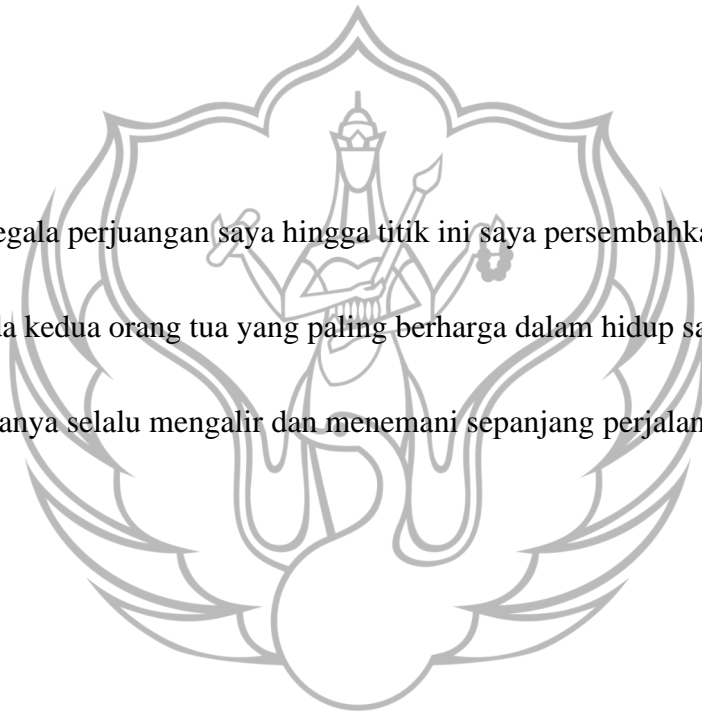 egala perjuangan saya hingga titik ini saya persembahka
la kedua orang tua yang paling berharga dalam hidup sa
anya selalu mengalir dan menemani sepanjang perjalan